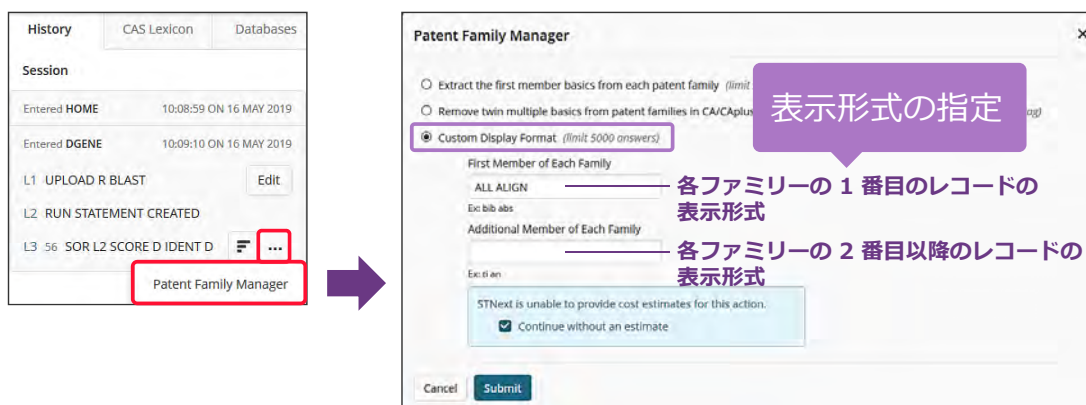 History CAS Lexicon Databases
Session
Entered HOME 10:08:59 ON 16 MAY 2019
Entered DGENE 10:09:10 ON 16 MAY 2019
L1 UPLOAD R BLAST Edit
L2 RUN STATEMENT CREATED
L3 56 SOR L2 SCORE D IDENT D ...
Patent Family Manager
Patent Family Manager ×
Extract the first member basics from each patent family (limit
Remove twin multiple basics from patent families in CA/CAplus
表示形式の指定
Custom Display Format (limit 5000 answers)
First Member of Each Family
ALL ALIGN
各ファミリーの 1 番目のレコードの
表示形式
Ex: bib abs
Additional Member of Each Family
各ファミリーの 2 番目以降のレコードの
表示形式
Ex: ti an
STNext is unable to provide cost estimates for this action.
Continue without an estimate
Cancel Submit